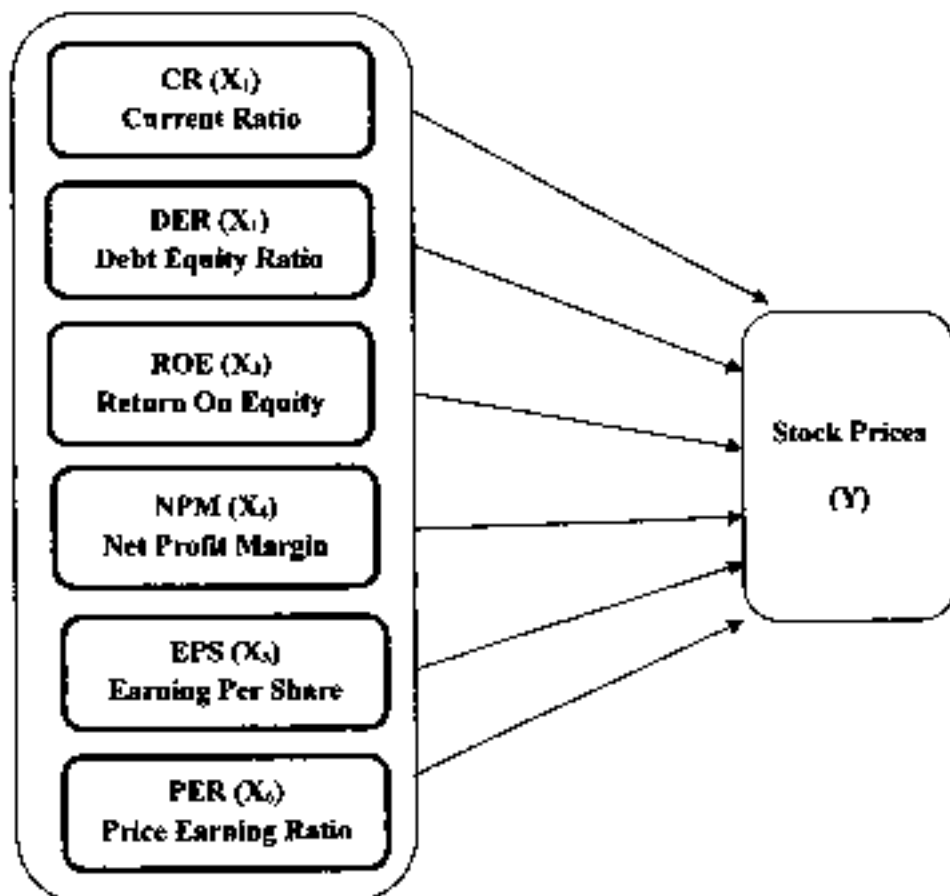 CR (X₁)
Current Ratio
DER (X₁)
Debt Equity Ratio
ROE (X₃)
Return On Equity
NPM (X₄)
Net Profit Margin
EPS (X₅)
Earning Per Share
PER (X₆)
Price Earning Ratio
Stock Prices
(Y)